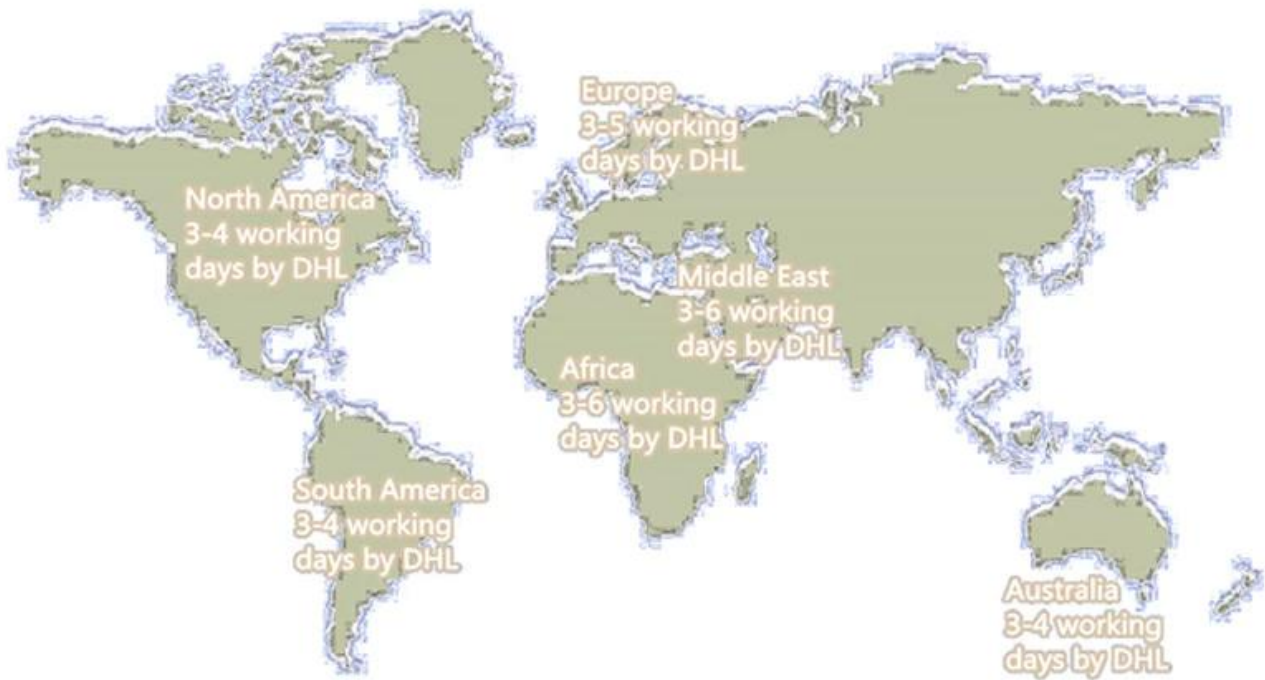 Europe
3-5 working
days by DHL
North America
3-4 working
days by DHL
Middle East
3-6 working
days by DHL
Africa
3-6 working
days by DHL
South America
3-4 working
days by DHL
Australia
3-4 working
days by DHL